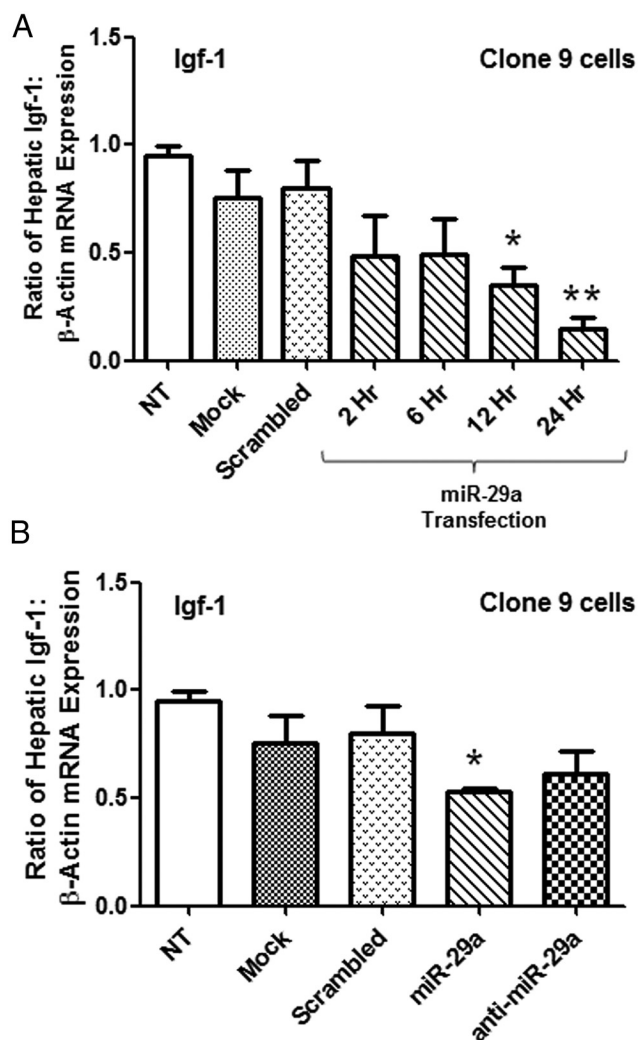 A
Ratio of Hepatic Igf-1:
β-Actin mRNA Expression
1.5
1.0
0.5
0.0
Igf-1
Clone 9 cells
*
**
NT
Mock
Scrambled
2 Hr
6 Hr
12 Hr
24 Hr
miR-29a
Transfection
B
Ratio of Hepatic Igf-1:
β-Actin mRNA Expression
1.5
1.0
0.5
0.0
Igf-1
Clone 9 cells
*
NT
Mock
Scrambled
miR-29a
anti-miR-29a